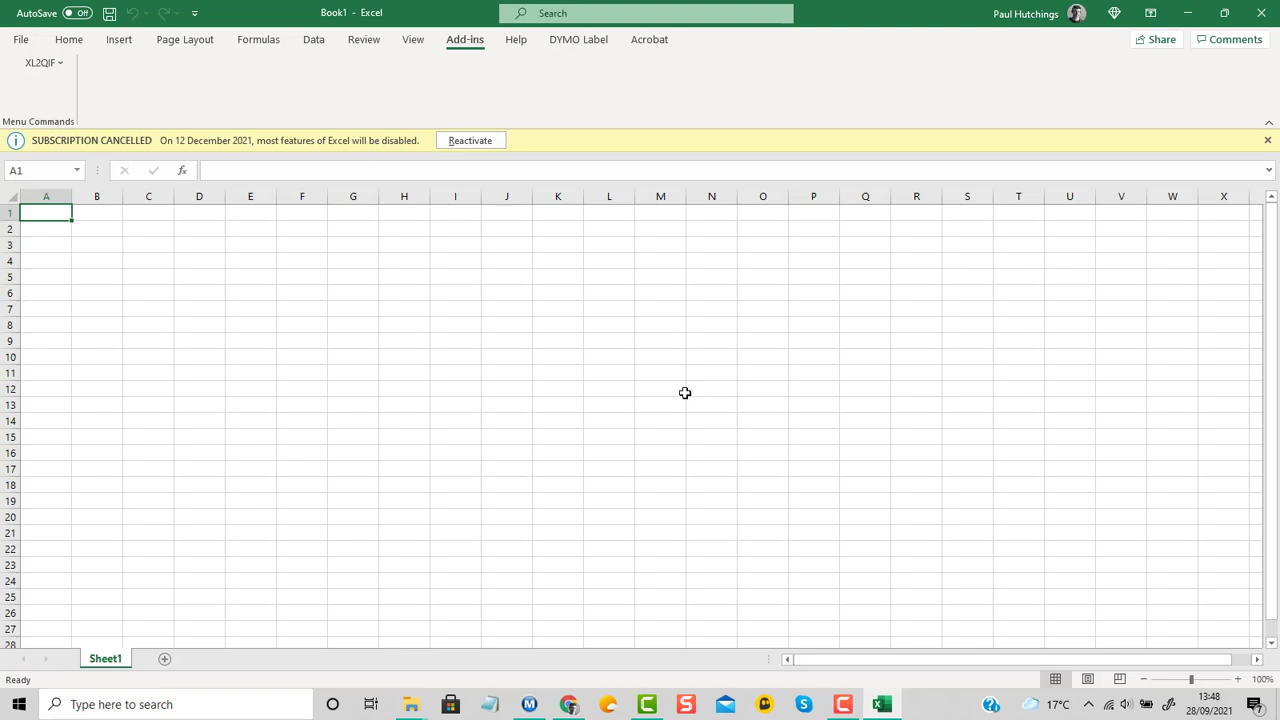 AutoSave Off Book1 - Excel Search Paul Hutchings
File Home Insert Page Layout Formulas Data Review View Add-ins Help DYMO Label Acrobat Share Comments
XL2QIF
Menu Commands
SUBSCRIPTION CANCELLED On 12 December 2021, most features of Excel will be disabled. Reactivate
A1 fx
A B C D E F G H I J K L M N O P Q R S T U V W X
1
2
3
4
5
6
7
8
9
10
11
12
13
14
15
16
17
18
19
20
21
22
23
24
25
26
27
28
Sheet1
Ready 100%
Type here to search 17°C 13:48
28/09/2021